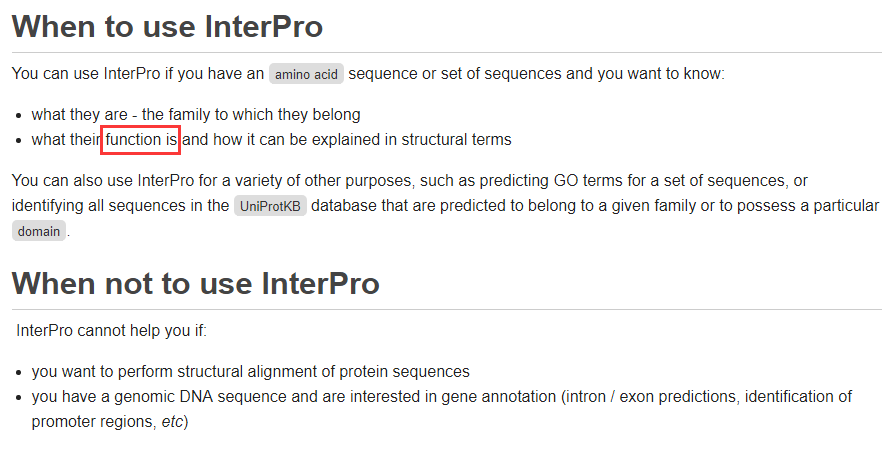 When to use InterPro
You can use InterPro if you have an amino acid sequence or set of sequences and you want to know:
what they are - the family to which they belong
what their function is and how it can be explained in structural terms
You can also use InterPro for a variety of other purposes, such as predicting GO terms for a set of sequences, or
identifying all sequences in the UniProtKB database that are predicted to belong to a given family or to possess a particular
domain .
When not to use InterPro
InterPro cannot help you if:
you want to perform structural alignment of protein sequences
you have a genomic DNA sequence and are interested in gene annotation (intron / exon predictions, identification of
promoter regions, etc)